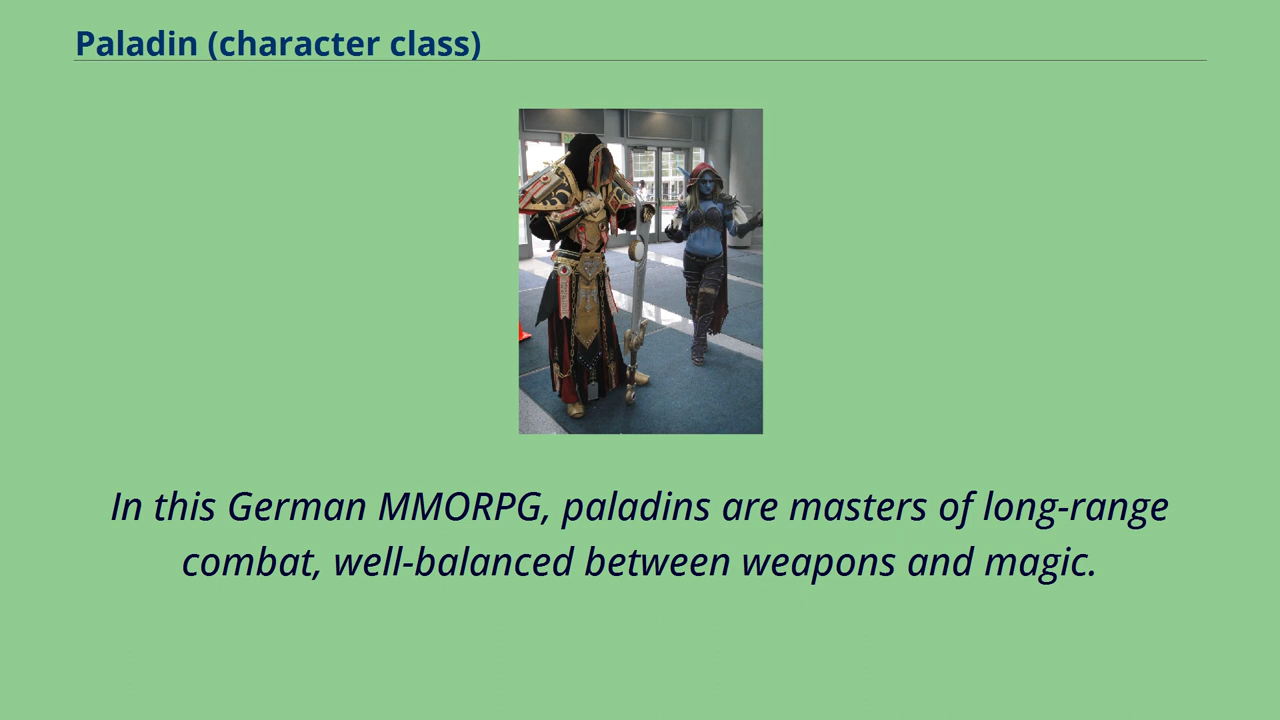 Paladin (character class)
In this German MMORPG, paladins are masters of long-range
combat, well-balanced between weapons and magic.